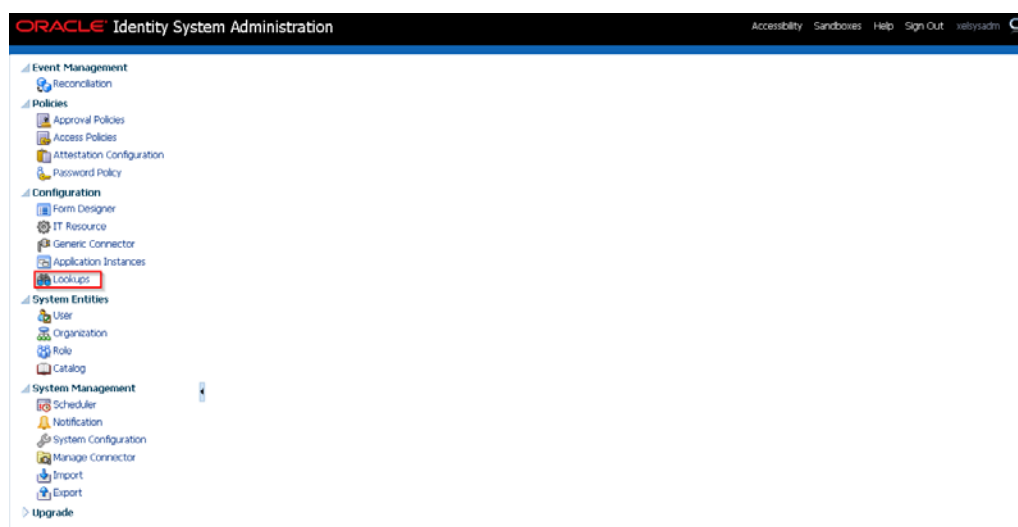 ORACLE Identity System Administration
Accessibility Sandboxes Help Sign Out xelsysadm
Event Management
Reconciliation
Policies
Approval Policies
Access Policies
Attestation Configuration
Password Policy
Configuration
Form Designer
IT Resource
Generic Connector
Application Instances
Lookups
System Entities
User
Organization
Role
Catalog
System Management
Scheduler
Notification
System Configuration
Manage Connector
Import
Export
Upgrade